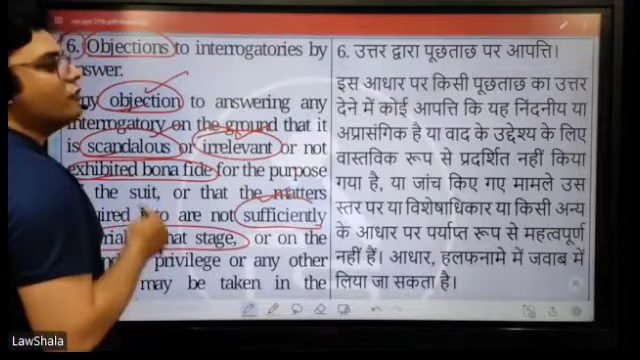 6. Objections to interrogatories by
answer.
objection to answering any
interrogatory on the ground that it
is scandalous or irrelevant or not
exhibited bona fide for the purpose
the suit, or that the matters
are not sufficiently
that stage, or on the
privilege or any other
may be taken in the
6. उत्तर द्वारा पूछताछ पर आपत्ति।
इस आधार पर किसी पूछताछ का उत्तर
देने में कोई आपत्ति कि यह निंदनीय या
अप्रासंगिक है या वाद के उद्देश्य के लिए
वास्तविक रूप से प्रदर्शित नहीं किया
गया है, या जांच किए गए मामले उस
स्तर पर या विशेषाधिकार या किसी अन्य
के आधार पर पर्याप्त रूप से महत्वपूर्ण
नहीं हैं। आधार, हलफनामे में जवाब में
लिया जा सकता है।
LawShala